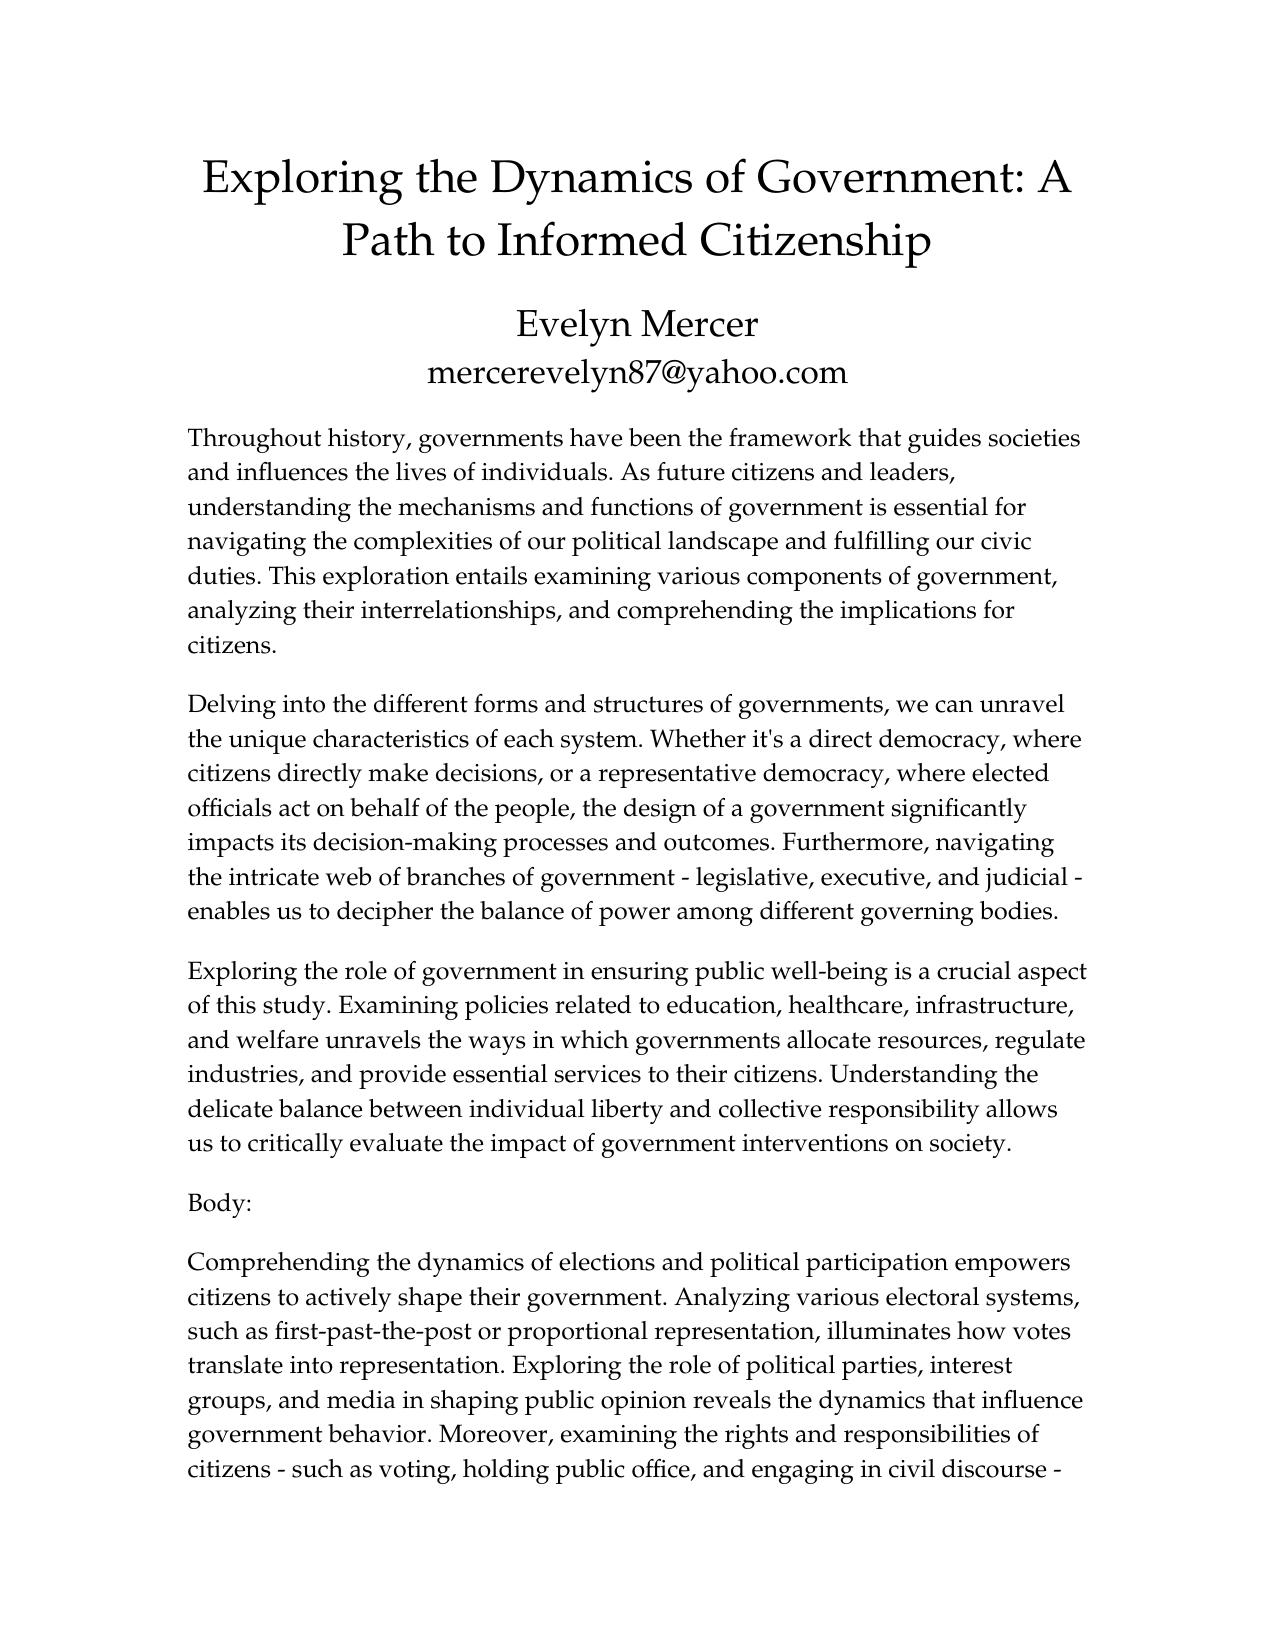 Exploring the Dynamics of Government: A
Path to Informed Citizenship
Evelyn Mercer
mercerevelyn87@yahoo.com
Throughout history, governments have been the framework that guides societies
and influences the lives of individuals. As future citizens and leaders,
understanding the mechanisms and functions of government is essential for
navigating the complexities of our political landscape and fulfilling our civic
duties. This exploration entails examining various components of government,
analyzing their interrelationships, and comprehending the implications for
citizens.
Delving into the different forms and structures of governments, we can unravel
the unique characteristics of each system. Whether it's a direct democracy, where
citizens directly make decisions, or a representative democracy, where elected
officials act on behalf of the people, the design of a government significantly
impacts its decision-making processes and outcomes. Furthermore, navigating
the intricate web of branches of government - legislative, executive, and judicial -
enables us to decipher the balance of power among different governing bodies.
Exploring the role of government in ensuring public well-being is a crucial aspect
of this study. Examining policies related to education, healthcare, infrastructure,
and welfare unravels the ways in which governments allocate resources, regulate
industries, and provide essential services to their citizens. Understanding the
delicate balance between individual liberty and collective responsibility allows
us to critically evaluate the impact of government interventions on society.
Body:
Comprehending the dynamics of elections and political participation empowers
citizens to actively shape their government. Analyzing various electoral systems,
such as first-past-the-post or proportional representation, illuminates how votes
translate into representation. Exploring the role of political parties, interest
groups, and media in shaping public opinion reveals the dynamics that influence
government behavior. Moreover, examining the rights and responsibilities of
citizens - such as voting, holding public office, and engaging in civil discourse -